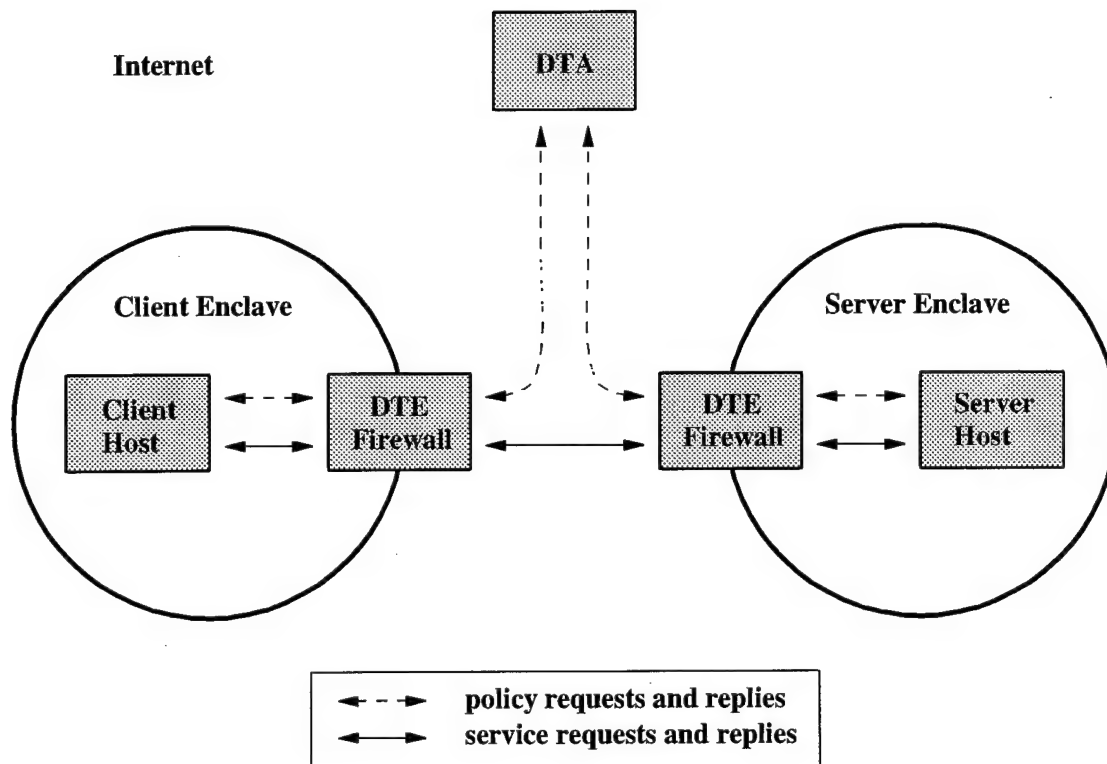 Internet
DTA
Client Enclave
Server Enclave
Client
Host
DTE
Firewall
DTE
Firewall
Server
Host
policy requests and replies
service requests and replies